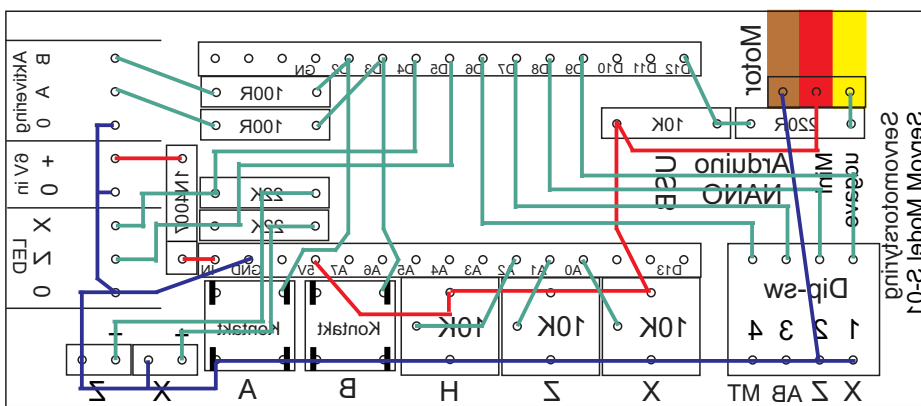 Motor
GN D2 D3 D4 D5 D6 D7 D8 D9 D10 D11 D12
B A 0
Aktivering
100R
100R
10K
220R
+ 0
6V in
1N4007
22K
22K
Arduino
NANO
USB
Mini
udgave
ServoM Model S-01
Servomotorstyring
X Z 0
LED
IN GND 5V A7 A6 A5 A4 A3 A2 A1 A0 D13
Kontakt
Kontakt
10K
10K
10K
Dip-sw
4 3 2 1
+ +
Z X A B H Z X
MT AB Z X